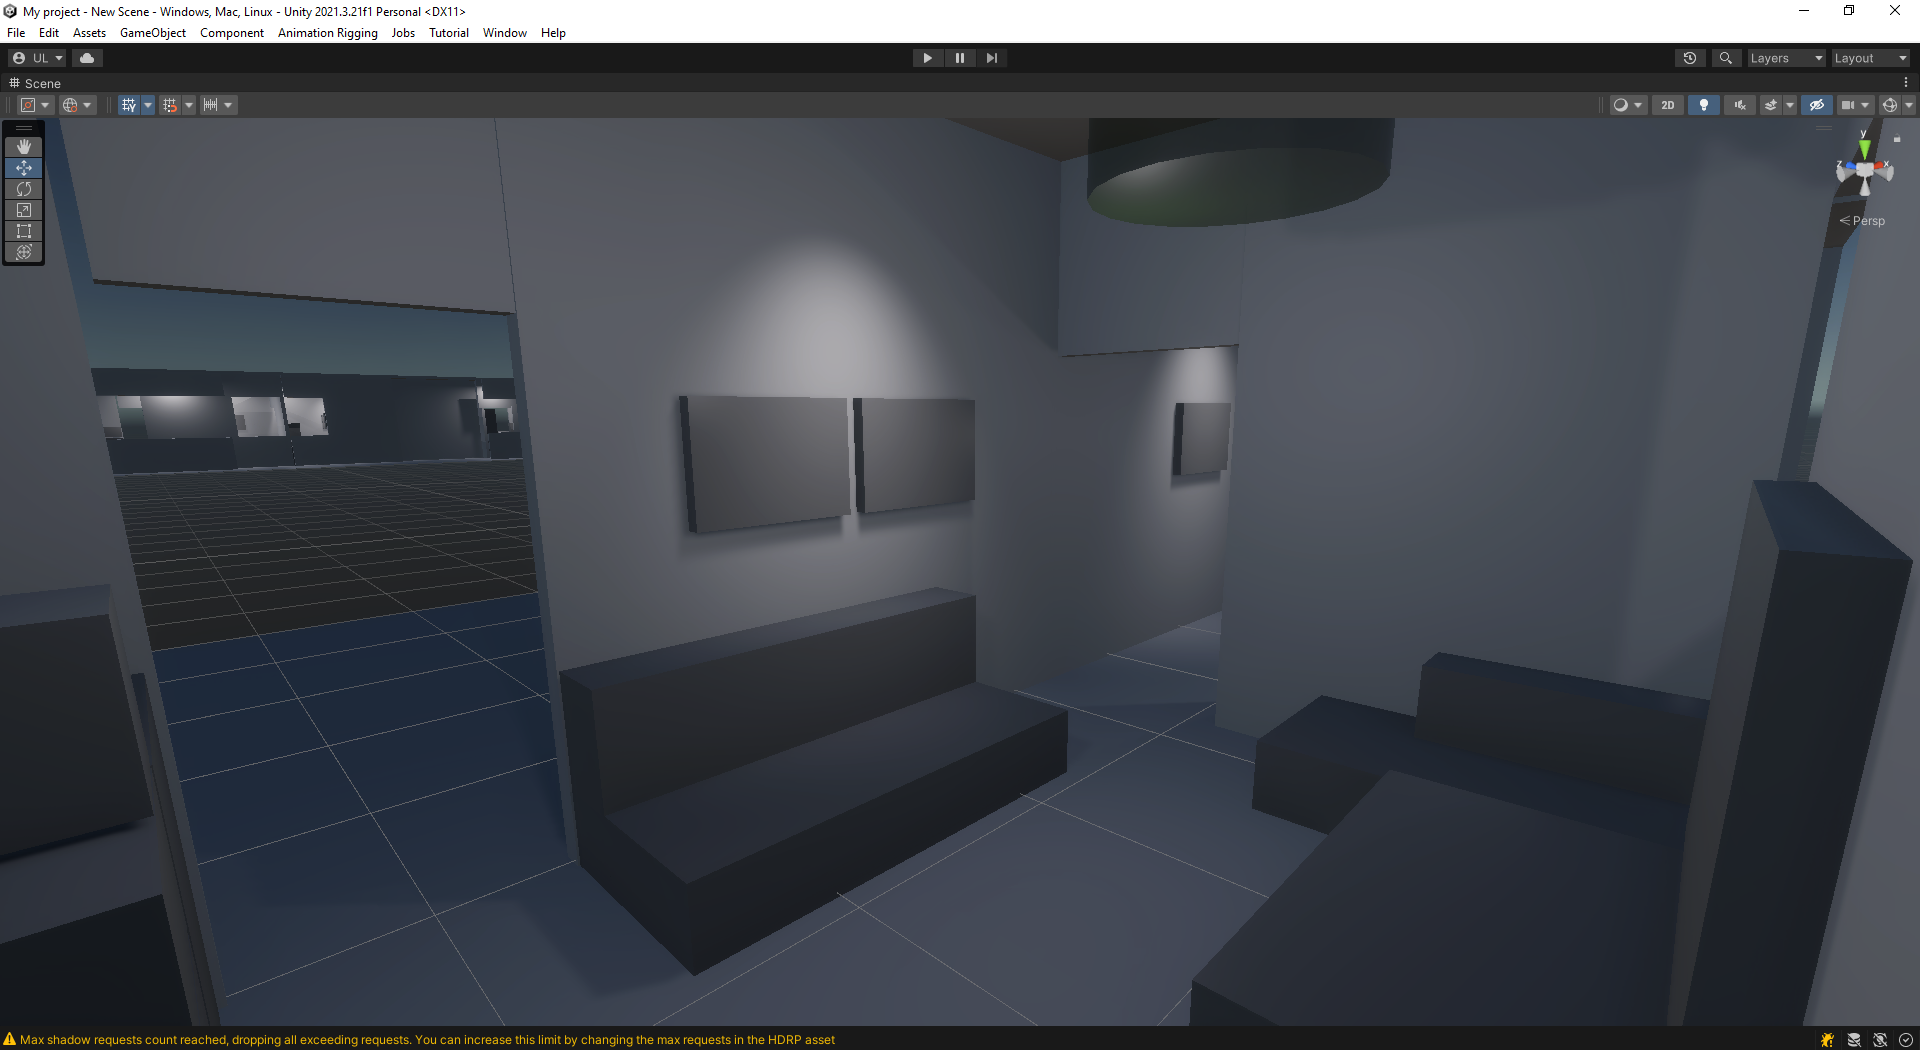 My project - New Scene - Windows, Mac, Linux - Unity 2021.3.21f1 Personal <DX11>
File Edit Assets GameObject Component Animation Rigging Jobs Tutorial Window Help
UL Layers Layout
Scene
2D
y
z x
Persp
Max shadow requests count reached, dropping all exceeding requests. You can increase this limit by changing the max requests in the HDRP asset